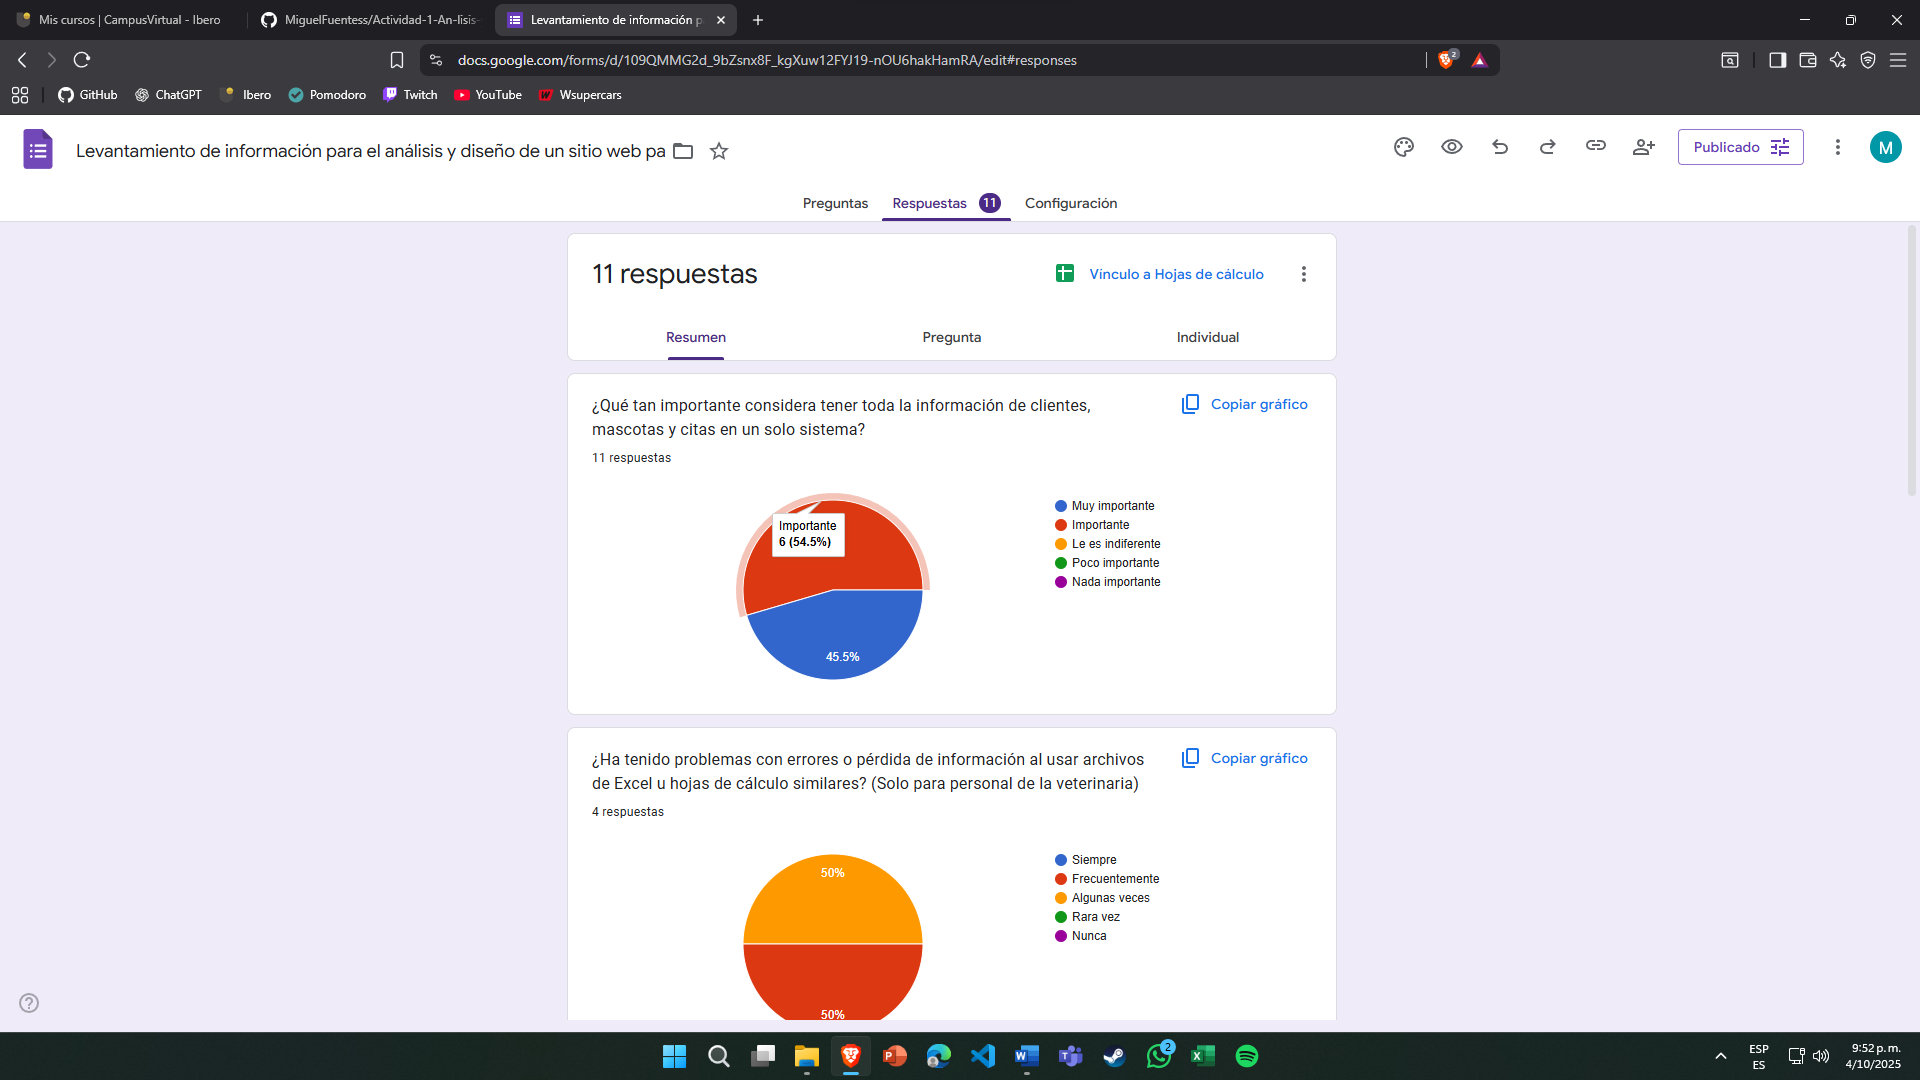 Mis cursos | CampusVirtual - Ibero
MiguelFuentess/Actividad-1-An-lisis-
Levantamiento de información p
docs.google.com/forms/d/109QMMG2d_9bZsnx8F_kgXuw12FYJ19-nOU6hakHamRA/edit#responses
2
GitHub
ChatGPT
Ibero
Pomodoro
Twitch
YouTube
Wsupercars
Levantamiento de información para el análisis y diseño de un sitio web pa
Publicado
M
Preguntas
Respuestas 11
Configuración
11 respuestas
Vínculo a Hojas de cálculo
Resumen
Pregunta
Individual
¿Qué tan importante considera tener toda la información de clientes,
mascotas y citas en un solo sistema?
Copiar gráfico
11 respuestas
Importante
6 (54.5%)
45.5%
Muy importante
Importante
Le es indiferente
Poco importante
Nada importante
¿Ha tenido problemas con errores o pérdida de información al usar archivos
de Excel u hojas de cálculo similares? (Solo para personal de la veterinaria)
Copiar gráfico
4 respuestas
50%
50%
Siempre
Frecuentemente
Algunas veces
Rara vez
Nunca
2
ESP
ES
9:52 p. m.
4/10/2025